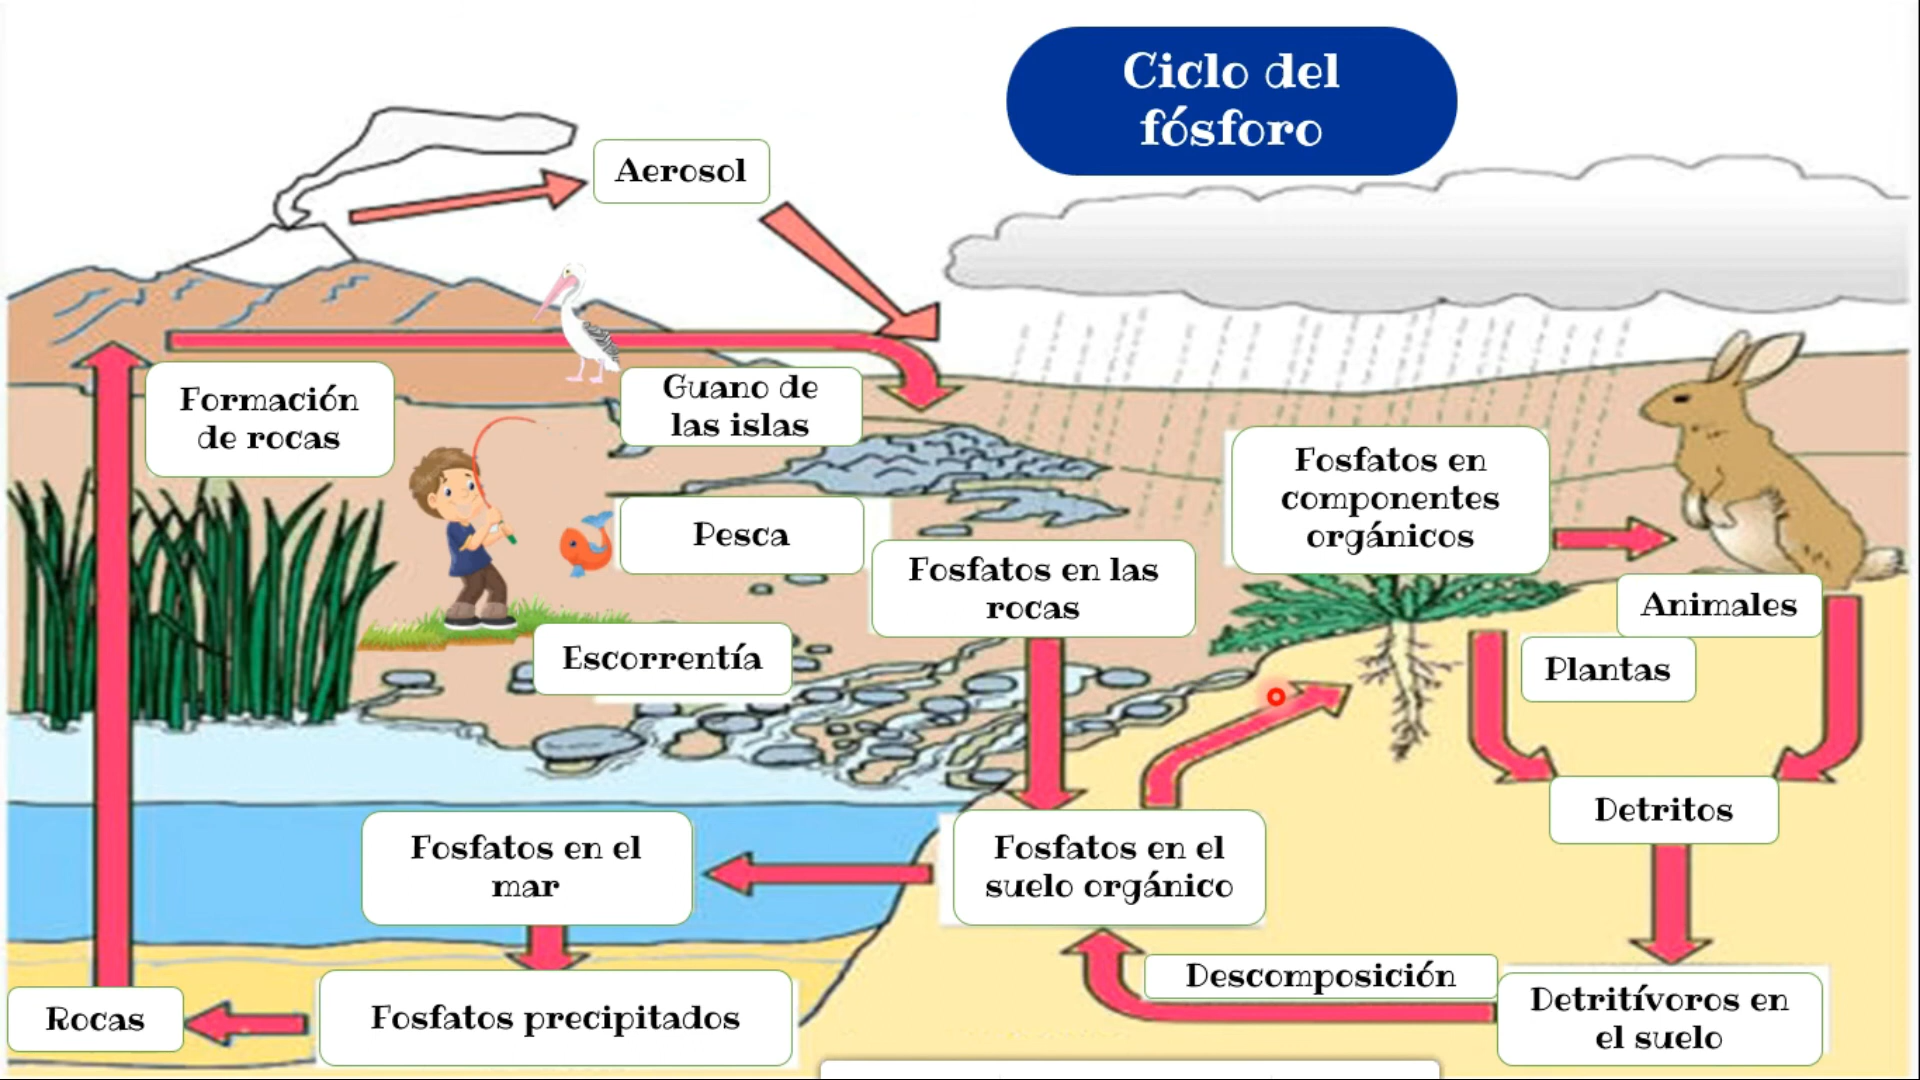 Ciclo del
fósforo
Aerosol
Formación
de rocas
Guano de
las islas
Pesca
Escorrentía
Fosfatos en las
rocas
Fosfatos en
componentes
orgánicos
Animales
Plantas
Detritos
Fosfatos en el
mar
Fosfatos en el
suelo orgánico
Descomposición
Detritívoros en
el suelo
Fosfatos precipitados
Rocas